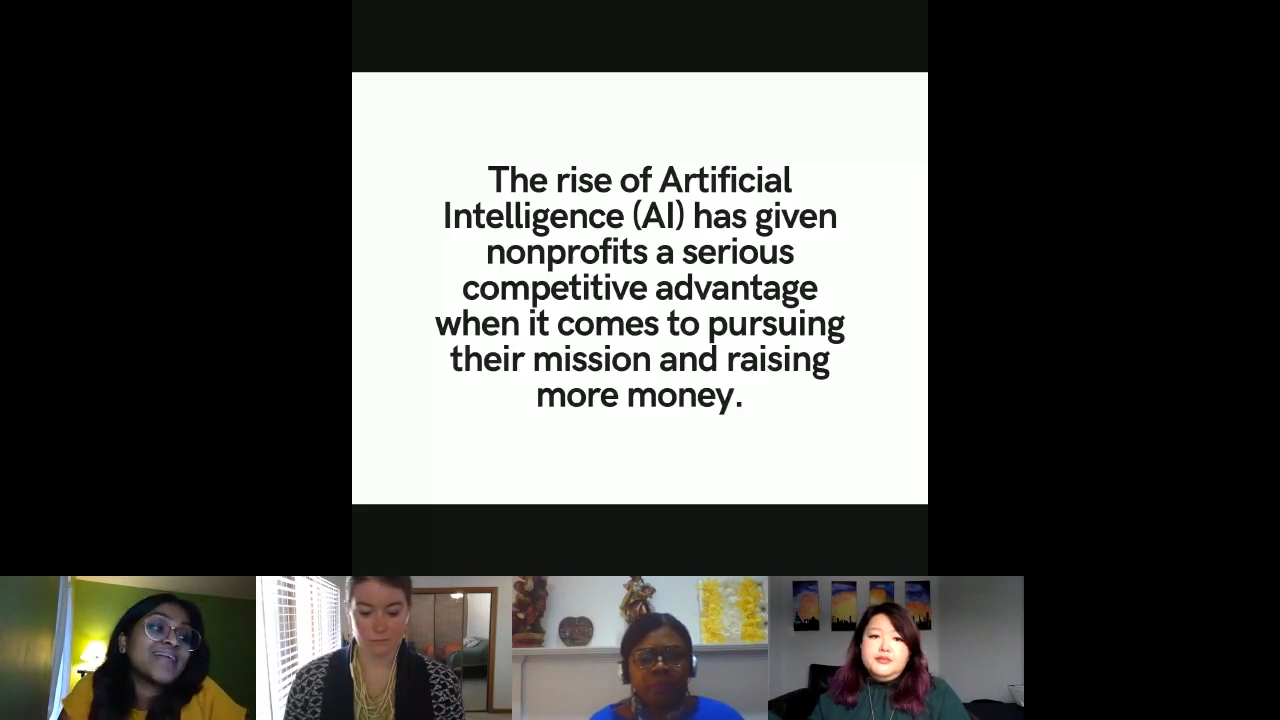 The rise of Artificial
Intelligence (AI) has given
nonprofits a serious
competitive advantage
when it comes to pursuing
their mission and raising
more money.